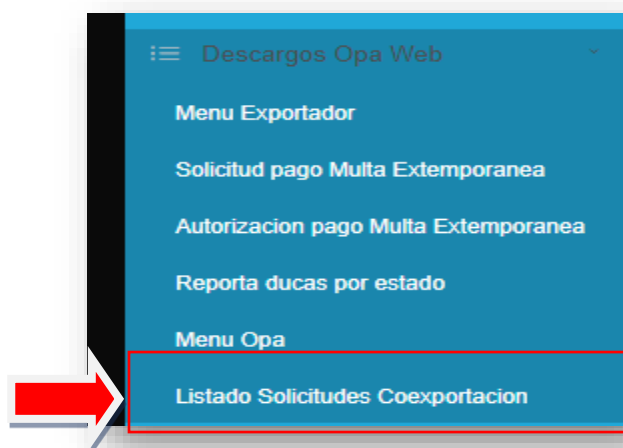 Descargos Opa Web
Menu Exportador
Solicitud pago Multa Extemporanea
Autorizacion pago Multa Extemporanea
Reporta ducas por estado
Menu Opa
Listado Solicitudes Coexportacion